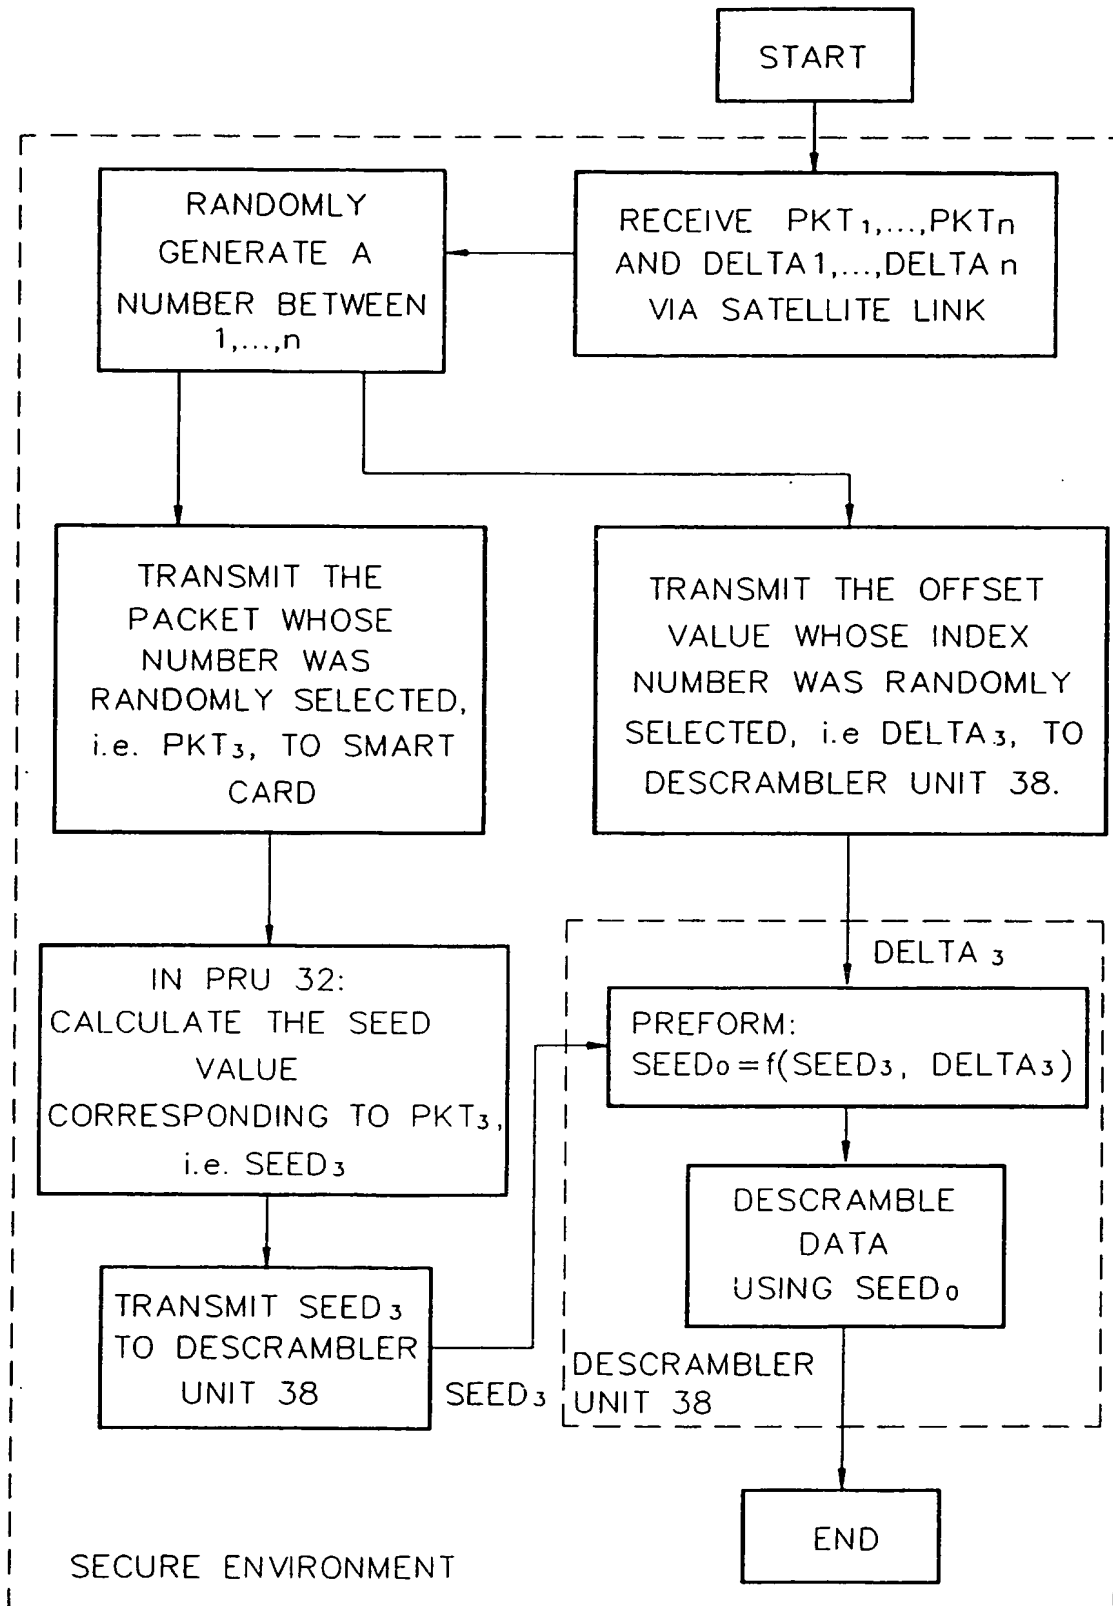 START
RECEIVE PKT₁,...,PKTn
AND DELTA1,...,DELTA n
VIA SATELLITE LINK
RANDOMLY
GENERATE A
NUMBER BETWEEN
1,...,n
TRANSMIT THE
PACKET WHOSE
NUMBER WAS
RANDOMLY SELECTED,
i.e. PKT₃, TO SMART
CARD
TRANSMIT THE OFFSET
VALUE WHOSE INDEX
NUMBER WAS RANDOMLY
SELECTED, i.e DELTA₃, TO
DESCRAMBLER UNIT 38.
IN PRU 32:
CALCULATE THE SEED
VALUE
CORRESPONDING TO PKT₃,
i.e. SEED₃
TRANSMIT SEED₃
TO DESCRAMBLER
UNIT 38
SEED₃
DELTA ₃
PREFORM:
SEED₀=f(SEED₃, DELTA₃)
DESCRAMBLE
DATA
USING SEED₀
DESCRAMBLER
UNIT 38
END
SECURE ENVIRONMENT